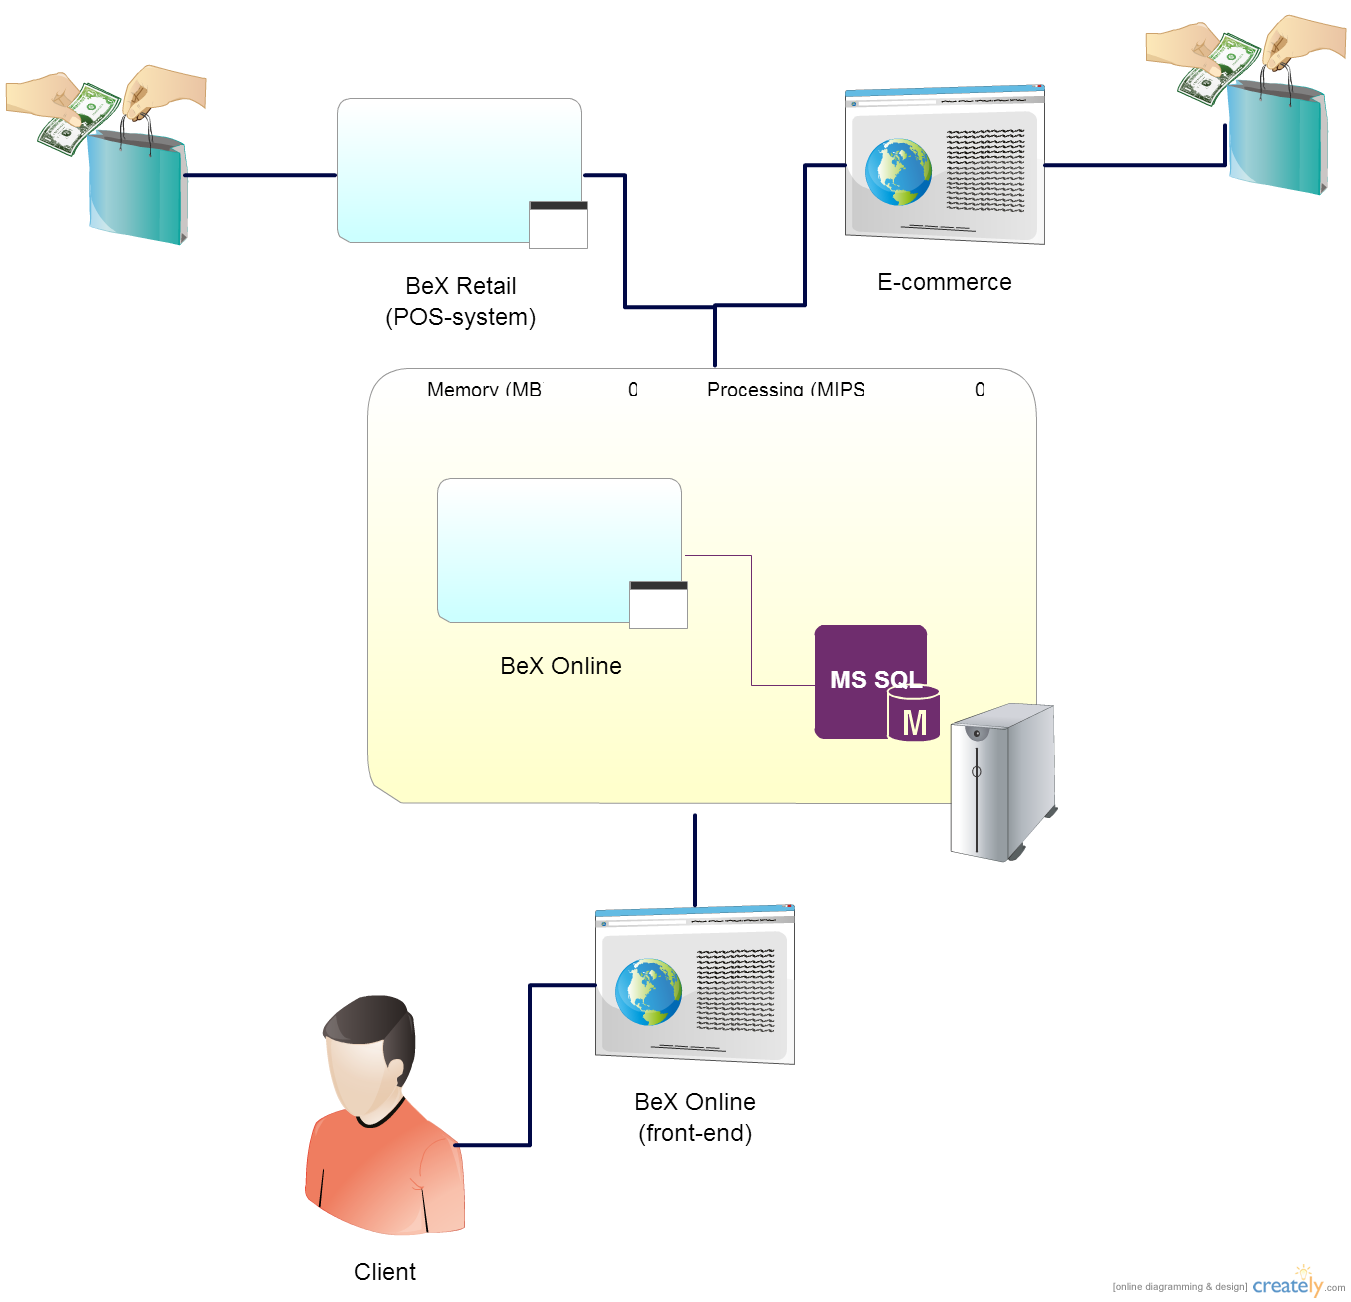 BeX Retail
(POS-system)
E-commerce
Memory (MB 0 Processing (MIPS 0
BeX Online
MS SQL
M
BeX Online
(front-end)
Client
[online diagramming & design] creately.com